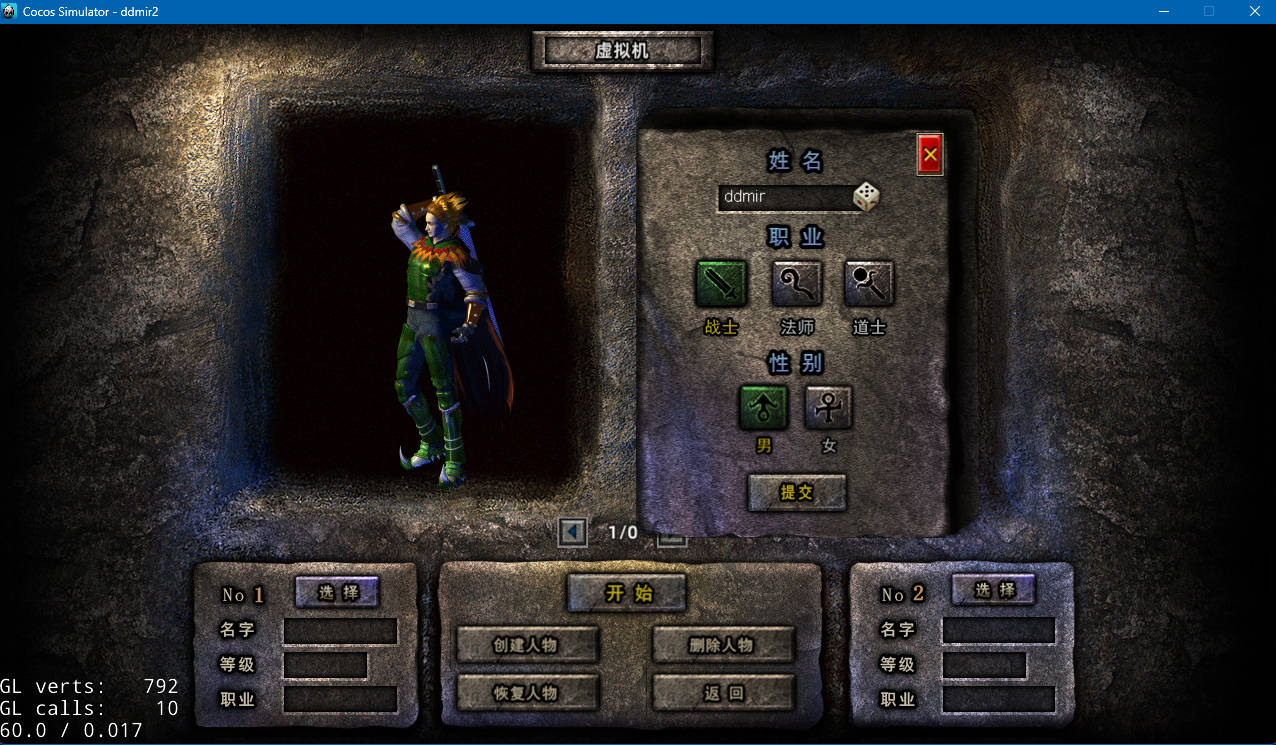 Cocos Simulator - ddmir2
虚拟机
姓名
ddmir
职业
战士 法师 道士
性别
男 女
提交
1/0
No 1 选择
名字
等级
职业
开始
创建人物 删除人物
恢复人物 返回
No 2 选择
名字
等级
职业
GL verts: 792
GL calls: 10
60.0 / 0.017